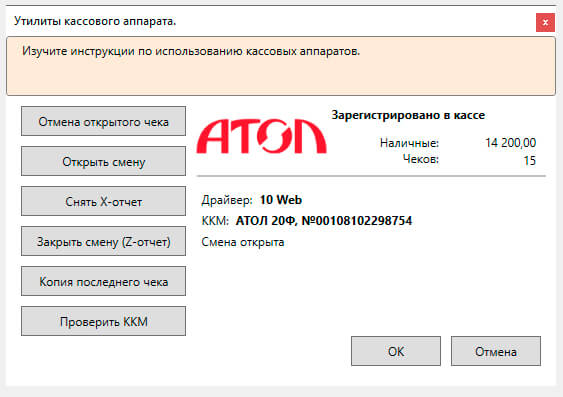 Утилиты кассового аппарата.
x
Изучите инструкции по использованию кассовых аппаратов.
Отмена открытого чека
Открыть смену
Снять X-отчет
Закрыть смену (Z-отчет)
Копия последнего чека
Проверить ККМ
АТОЛ
Зарегистрировано в кассе
Наличные: 14 200,00
Чеков: 15
Драйвер: 10 Web
ККМ: АТОЛ 20Ф, №00108102298754
Смена открыта
ОК
Отмена